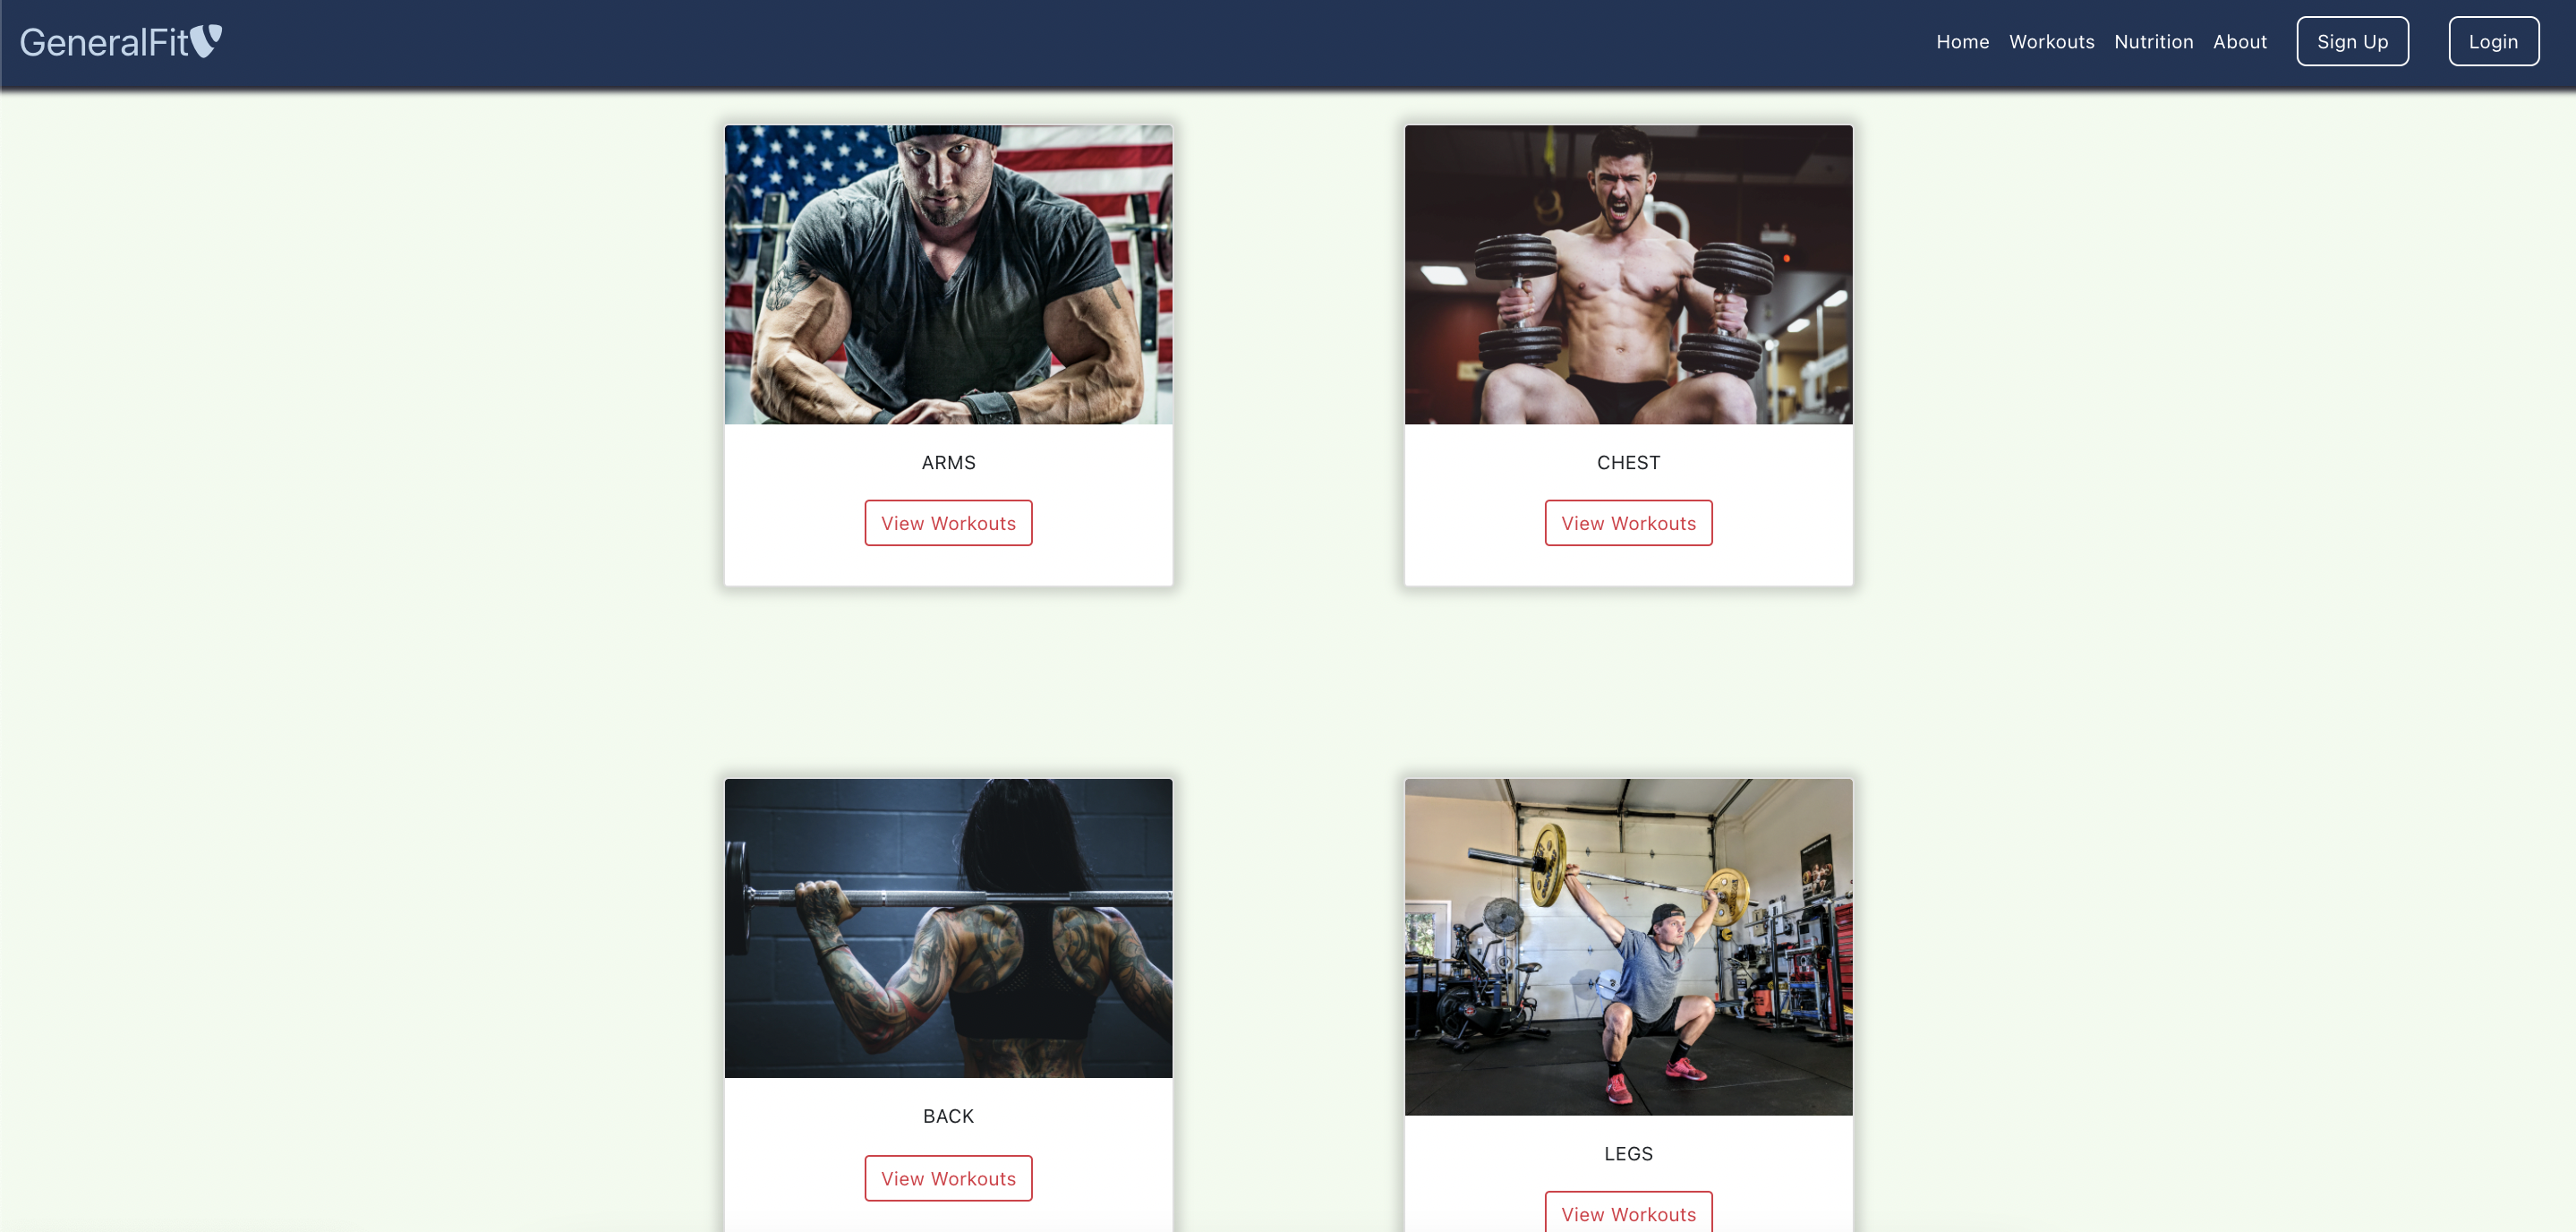 GeneralFit
Home Workouts Nutrition About Sign Up Login
ARMS
View Workouts
CHEST
View Workouts
BACK
View Workouts
LEGS
View Workouts